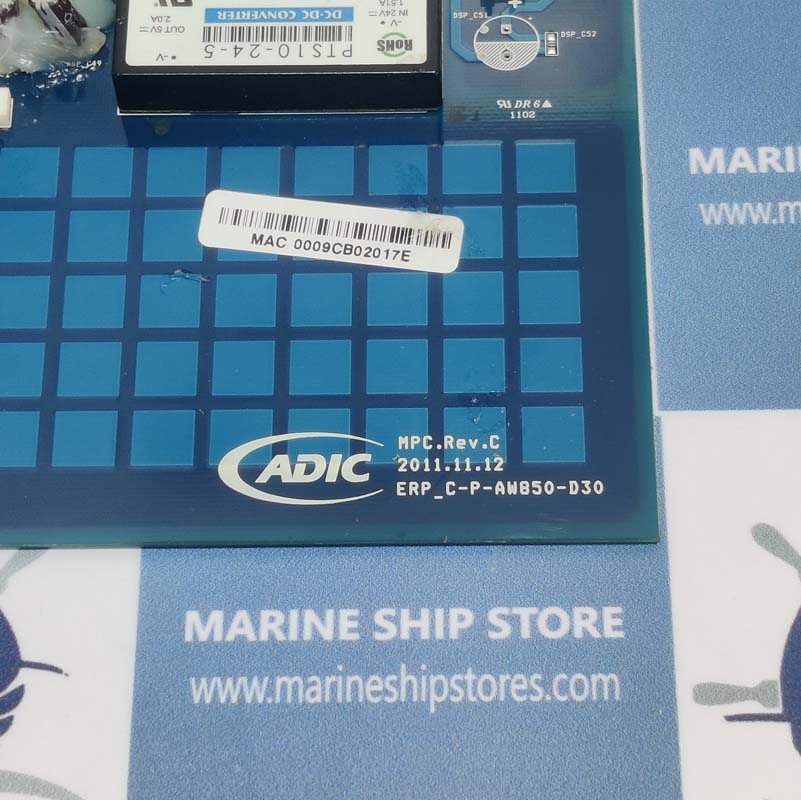 OUT 5V
2.0A
-V
DC-DC CONVERTER
PTS10-24-5
IN 24V
1.51A
-V
RoHS
DSP_C51
DSP_C52
DR 6
1102
MAC 0009CB02017E
ADIC
MPC.Rev.C
2011.11.12
ERP_C-P-AW850-D30
MARI
www.m
MARINE SHIP STORE
www.marineshipstores.com